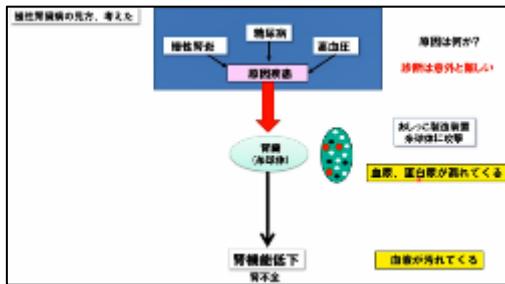 慢性腎臓病の見方、考えた
糖尿病
慢性腎炎
高血圧
原因疾患
原因は何か?
診断は意外と難しい
腎臓
(糸球体)
おしっこ製造装置
糸球体に攻撃
血尿、蛋白尿が漏れてくる
腎機能低下
腎不全
血液が汚れてくる